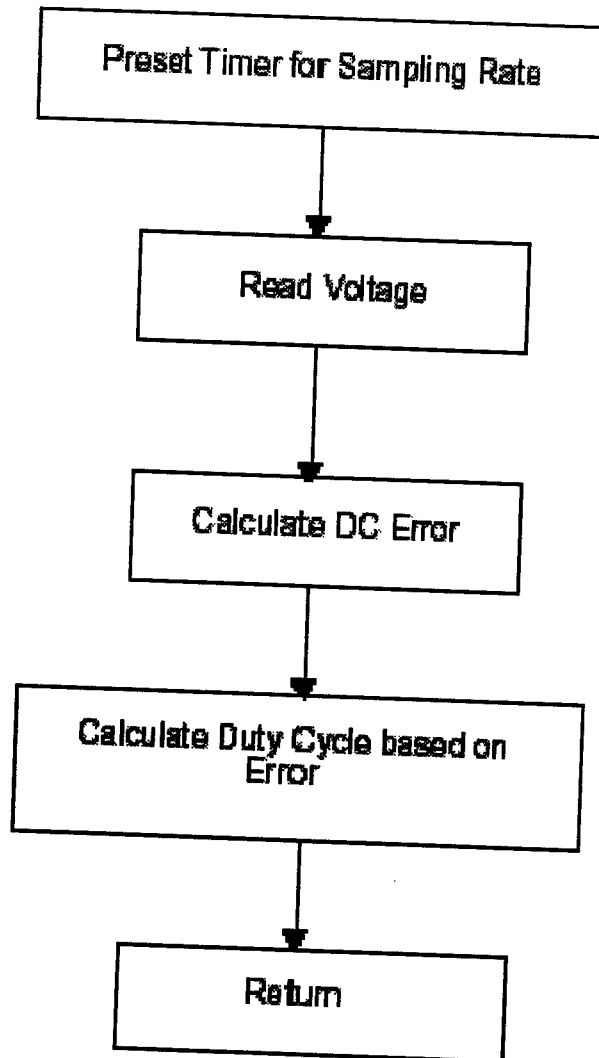 Preset Timer for Sampling Rate
Read Voltage
Calculate DC Error
Calculate Duty Cycle based on
Error
Return